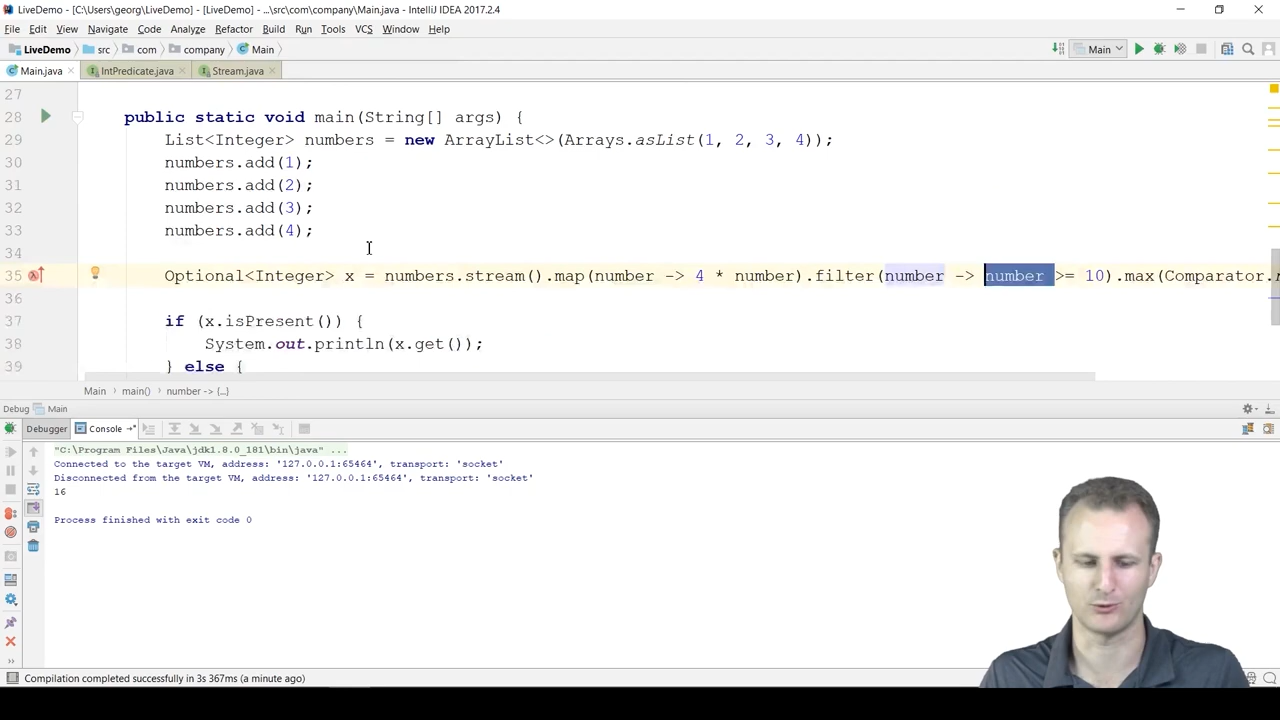 LiveDemo - [C:\Users\georg\LiveDemo] - [LiveDemo] - ...\src\com\company\Main.java - IntelliJ IDEA 2017.2.4
File Edit View Navigate Code Analyze Refactor Build Run Tools VCS Window Help
LiveDemo src com company Main Main
Main.java IntPredicate.java Stream.java
27
28 public static void main(String[] args) {
29 List<Integer> numbers = new ArrayList<>(Arrays.asList(1, 2, 3, 4));
30 numbers.add(1);
31 numbers.add(2);
32 numbers.add(3);
33 numbers.add(4);
34
35 Optional<Integer> x = numbers.stream().map(number -> 4 * number).filter(number -> number >= 10).max(Comparator.
36
37 if (x.isPresent()) {
38 System.out.println(x.get());
39 } else {
Main main() number -> {...}
Debug Main
Debugger Console
"C:\Program Files\Java\jdk1.8.0_181\bin\java" ...
Connected to the target VM, address: '127.0.0.1:65464', transport: 'socket'
Disconnected from the target VM, address: '127.0.0.1:65464', transport: 'socket'
16
Process finished with exit code 0
Compilation completed successfully in 3s 367ms (a minute ago)